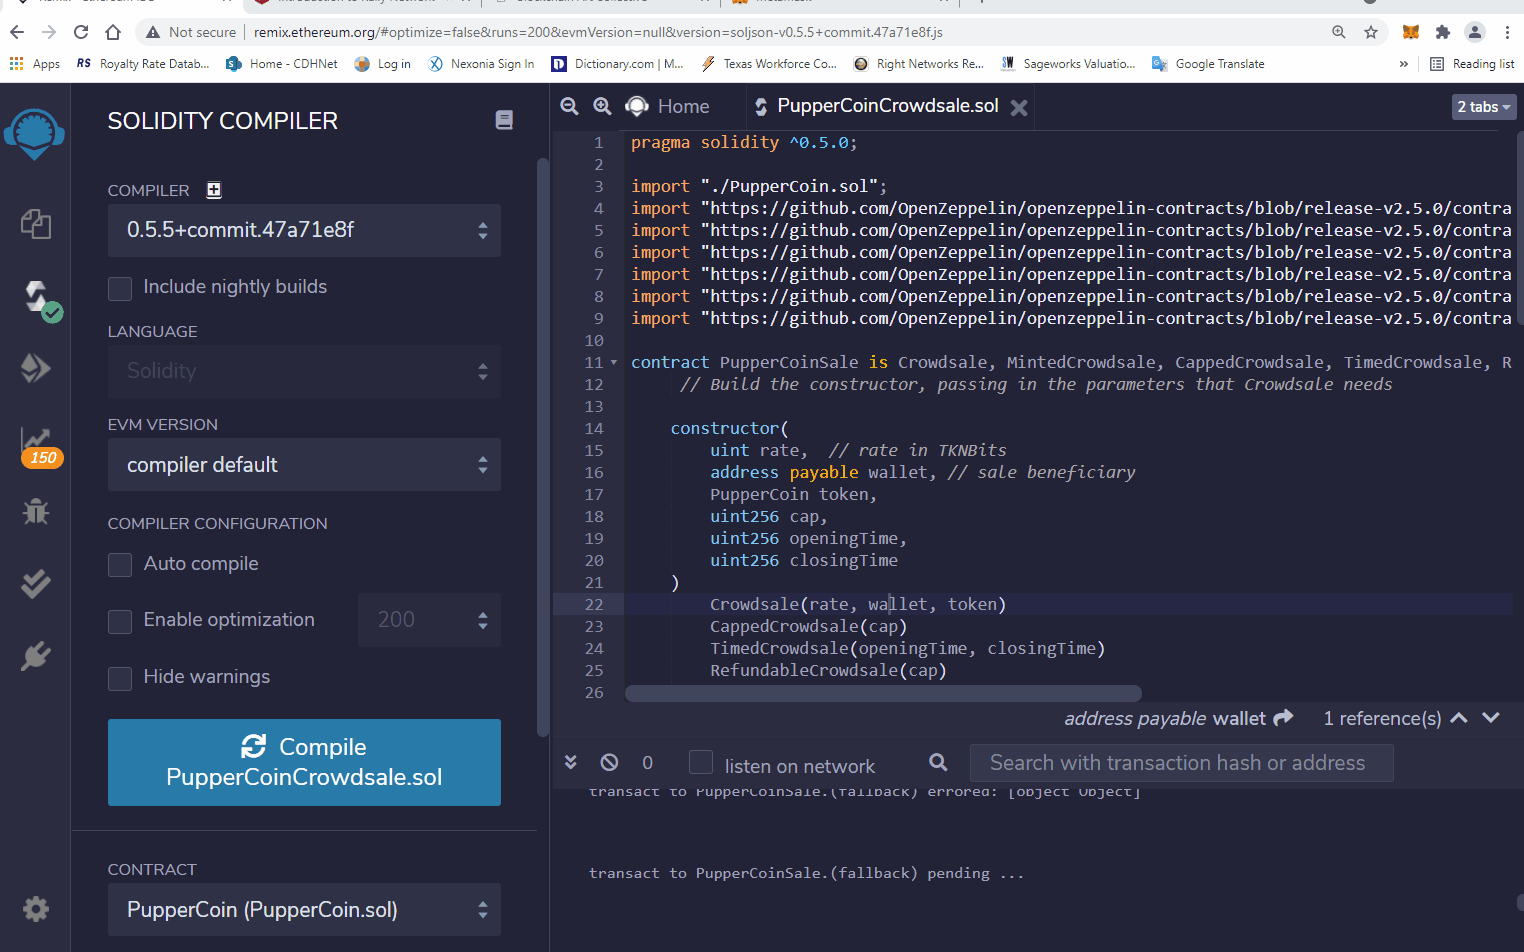 Not secure
remix.ethereum.org/#optimize=false&runs=200&evmVersion=null&version=soljson-v0.5.5+commit.47a71e8f.js
Apps
RS Royalty Rate Datab...
Home - CDHNet
Log in
Nexonia Sign In
Dictionary.com | M...
Texas Workforce Co...
Right Networks Re...
SW Sageworks Valuatio...
Google Translate
»
Reading list
SOLIDITY COMPILER
COMPILER
0.5.5+commit.47a71e8f
Include nightly builds
LANGUAGE
Solidity
EVM VERSION
compiler default
150
COMPILER CONFIGURATION
Auto compile
Enable optimization
200
Hide warnings
Compile
PupperCoinCrowdsale.sol
CONTRACT
PupperCoin (PupperCoin.sol)
Home
PupperCoinCrowdsale.sol
2 tabs
1 pragma solidity ^0.5.0;
2
3 import "./PupperCoin.sol";
4 import "https://github.com/OpenZeppelin/openzeppelin-contracts/blob/release-v2.5.0/contra
5 import "https://github.com/OpenZeppelin/openzeppelin-contracts/blob/release-v2.5.0/contra
6 import "https://github.com/OpenZeppelin/openzeppelin-contracts/blob/release-v2.5.0/contra
7 import "https://github.com/OpenZeppelin/openzeppelin-contracts/blob/release-v2.5.0/contra
8 import "https://github.com/OpenZeppelin/openzeppelin-contracts/blob/release-v2.5.0/contra
9 import "https://github.com/OpenZeppelin/openzeppelin-contracts/blob/release-v2.5.0/contra
10
11 contract PupperCoinSale is Crowdsale, MintedCrowdsale, CappedCrowdsale, TimedCrowdsale, R
12 // Build the constructor, passing in the parameters that Crowdsale needs
13
14 constructor(
15 uint rate, // rate in TKNBits
16 address payable wallet, // sale beneficiary
17 PupperCoin token,
18 uint256 cap,
19 uint256 openingTime,
20 uint256 closingTime
21 )
22 Crowdsale(rate, wallet, token)
23 CappedCrowdsale(cap)
24 TimedCrowdsale(openingTime, closingTime)
25 RefundableCrowdsale(cap)
26
address payable wallet 1 reference(s)
0 listen on network Search with transaction hash or address
transact to PupperCoinSale.(fallback) errored: [object Object]
transact to PupperCoinSale.(fallback) pending ...